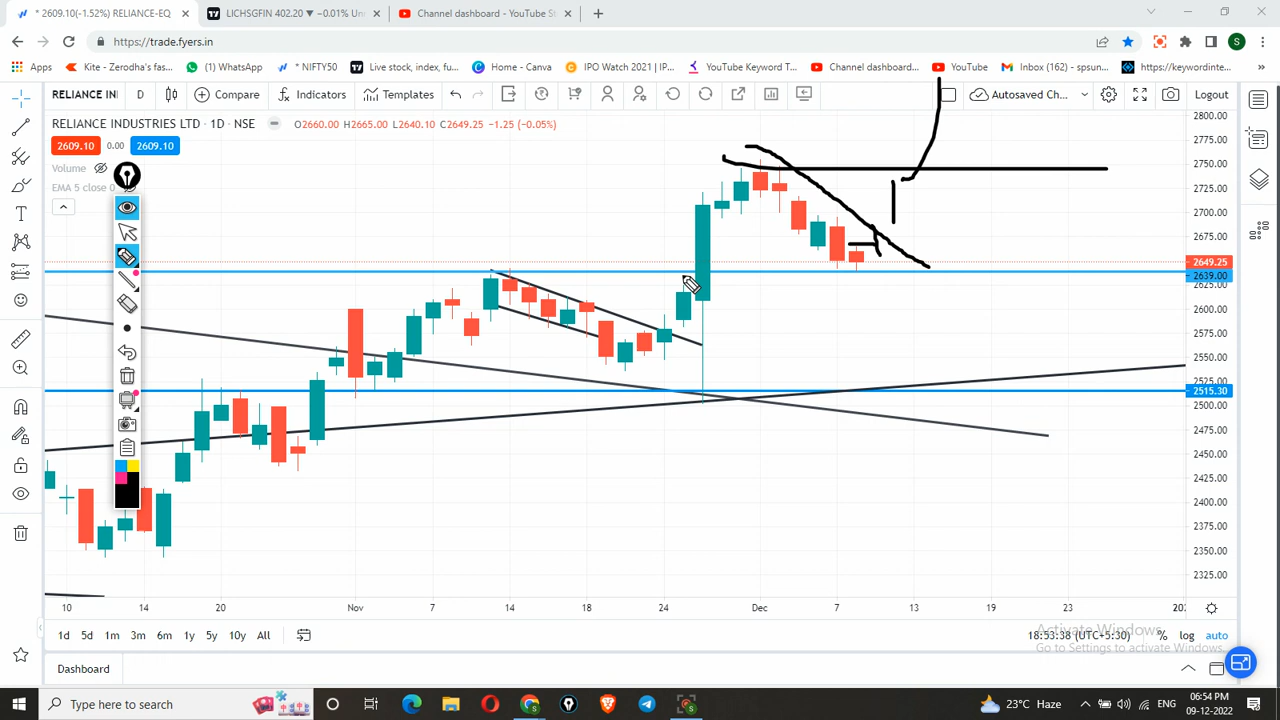 * 2609.10(-1.52%) RELIANCE-EQ
LICHSGFIN 402.20 ▼ −0.01% Un
Channel dashboard - YouTube St
https://trade.fyers.in
S
Apps
Kite - Zerodha's fas...
(1) WhatsApp
* NIFTY50
Live stock, index, fu...
Home - Canva
IPO Watch 2021 | IP...
YouTube Keyword T...
Channel dashboard...
YouTube
Inbox (162) - spsun...
https://keywordinte...
RELIANCE IN
D
Compare
Indicators
Templates
Autosaved Ch...
Logout
RELIANCE INDUSTRIES LTD · 1D · NSE
O2660.00 H2665.00 L2640.10 C2649.25 −1.25 (−0.05%)
2609.10
0.00
2609.10
Volume
EMA 5 close 0
2800.00
2775.00
2750.00
2725.00
2700.00
2675.00
2649.25
2639.00
2625.00
2600.00
2575.00
2550.00
2525.00
2515.30
2500.00
2475.00
2450.00
2425.00
2400.00
2375.00
2350.00
2325.00
10
14
20
Nov
7
14
18
24
Dec
7
13
19
23
202
1d
5d
1m
3m
6m
1y
5y
10y
All
18:53:38 (UTC+5:30)
%
log
auto
Activate Windows
Go to Settings to activate Windows.
Dashboard
Type here to search
23°C Haze
ENG
06:54 PM
09-12-2022